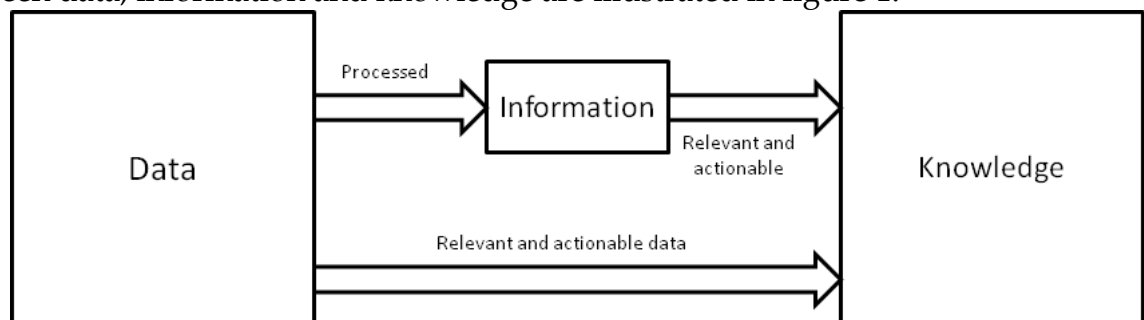 een data, information and knowledge are illustrated in figure 1.
Processed
Information
Relevant and
actionable
Data
Knowledge
Relevant and actionable data